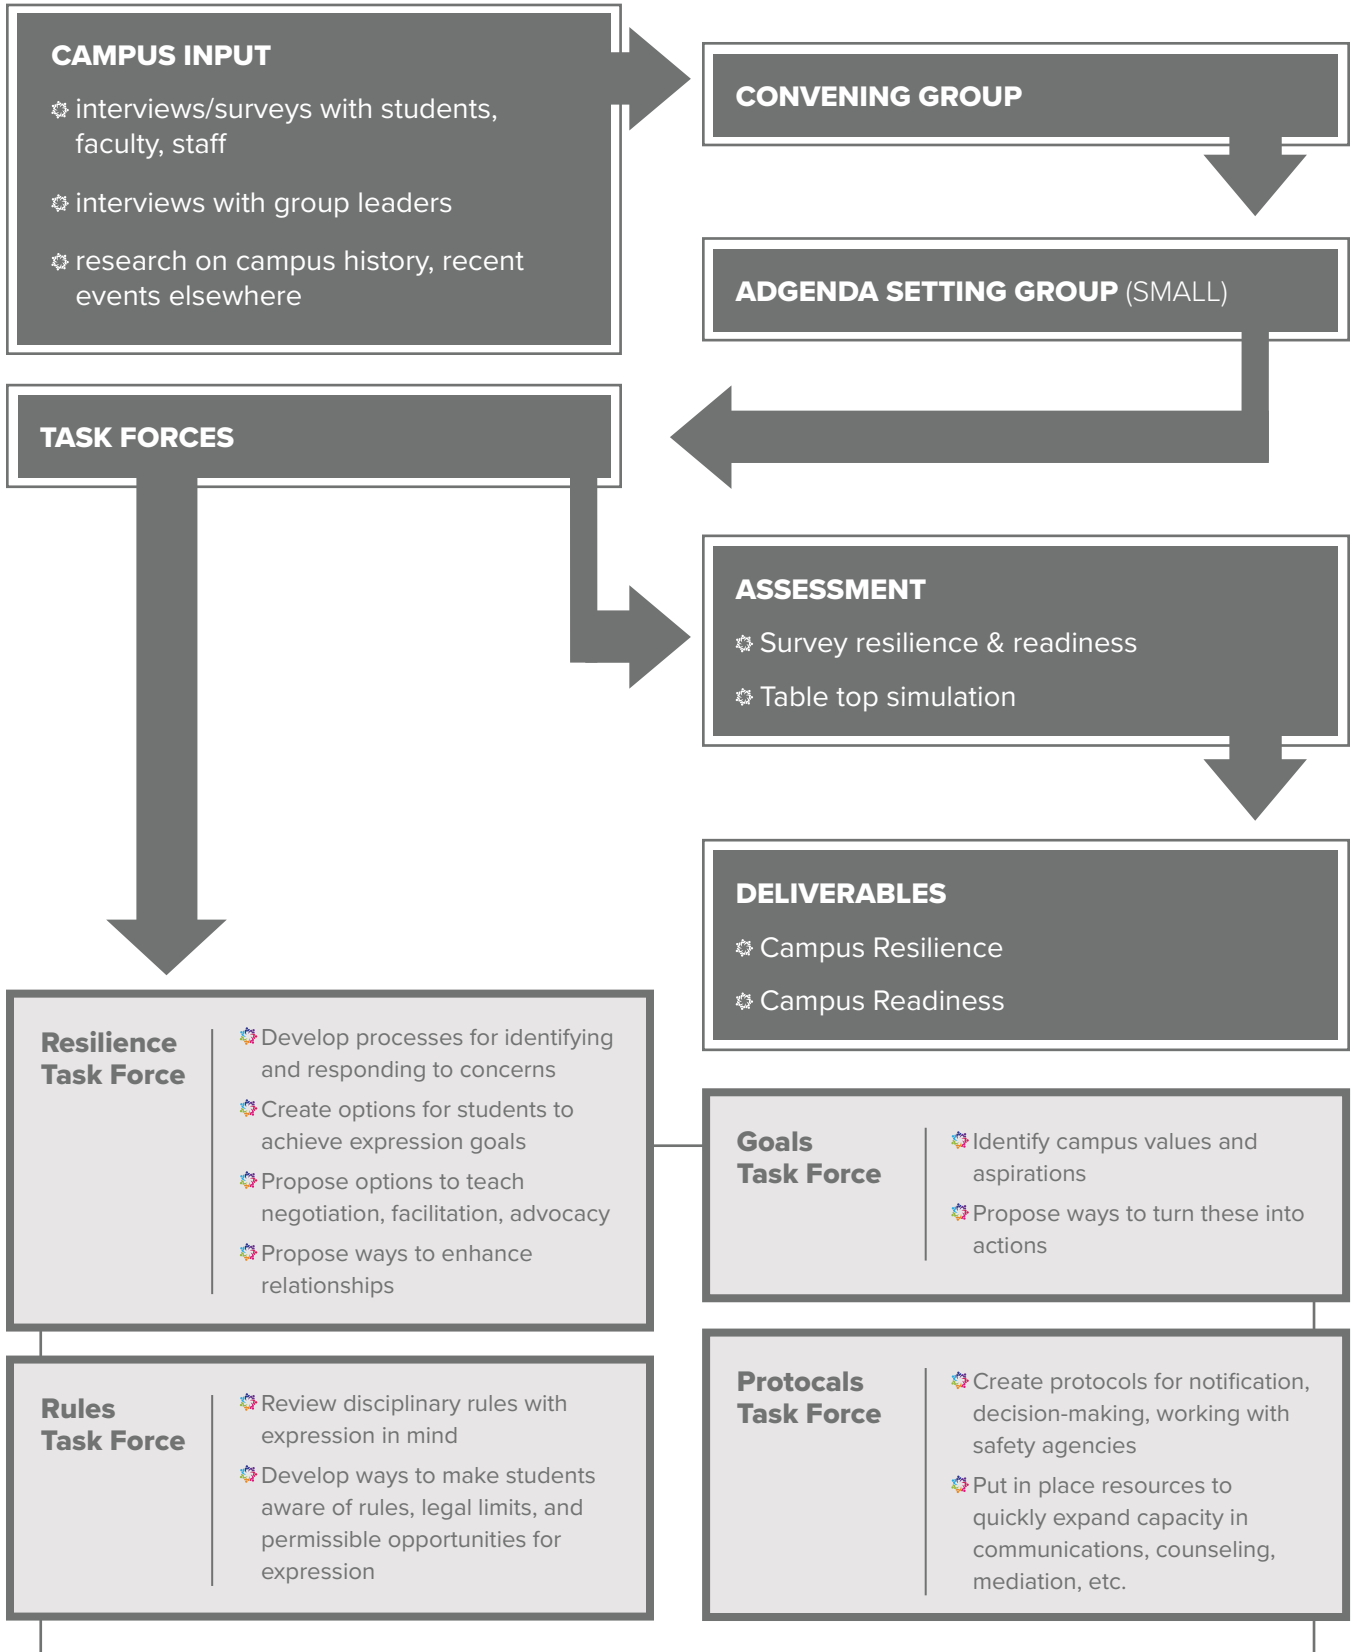 CAMPUS INPUT
interviews/surveys with students,
faculty, staff
interviews with group leaders
research on campus history, recent
events elsewhere
CONVENING GROUP
ADGENDA SETTING GROUP (SMALL)
TASK FORCES
ASSESSMENT
Survey resilience & readiness
Table top simulation
DELIVERABLES
Campus Resilience
Campus Readiness
Resilience
Task Force
Develop processes for identifying
and responding to concerns
Create options for students to
achieve expression goals
Propose options to teach
negotiation, facilitation, advocacy
Propose ways to enhance
relationships
Goals
Task Force
Identify campus values and
aspirations
Propose ways to turn these into
actions
Rules
Task Force
Review disciplinary rules with
expression in mind
Develop ways to make students
aware of rules, legal limits, and
permissible opportunities for
expression
Protocals
Task Force
Create protocols for notification,
decision-making, working with
safety agencies
Put in place resources to
quickly expand capacity in
communications, counseling,
mediation, etc.